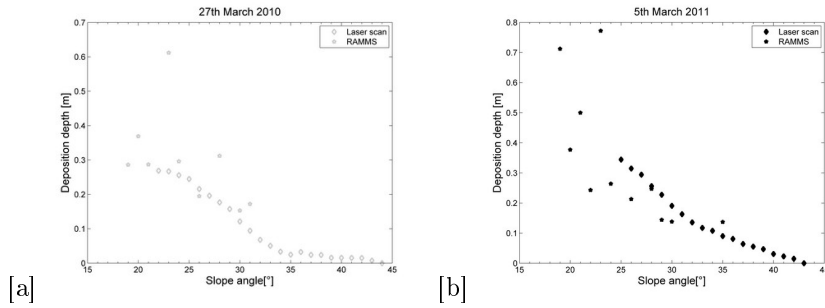 27th March 2010
Laser scan
RAMMS
Deposition depth [m]
0.7
0.6
0.5
0.4
0.3
0.2
0.1
0
15 20 25 30 35 40 45
Slope angle[°]
[a]
5th March 2011
Laser scan
RAMMS
Deposition depth [m]
0.8
0.7
0.6
0.5
0.4
0.3
0.2
0.1
0
15 20 25 30 35 40 45
Slope angle[°]
[b]